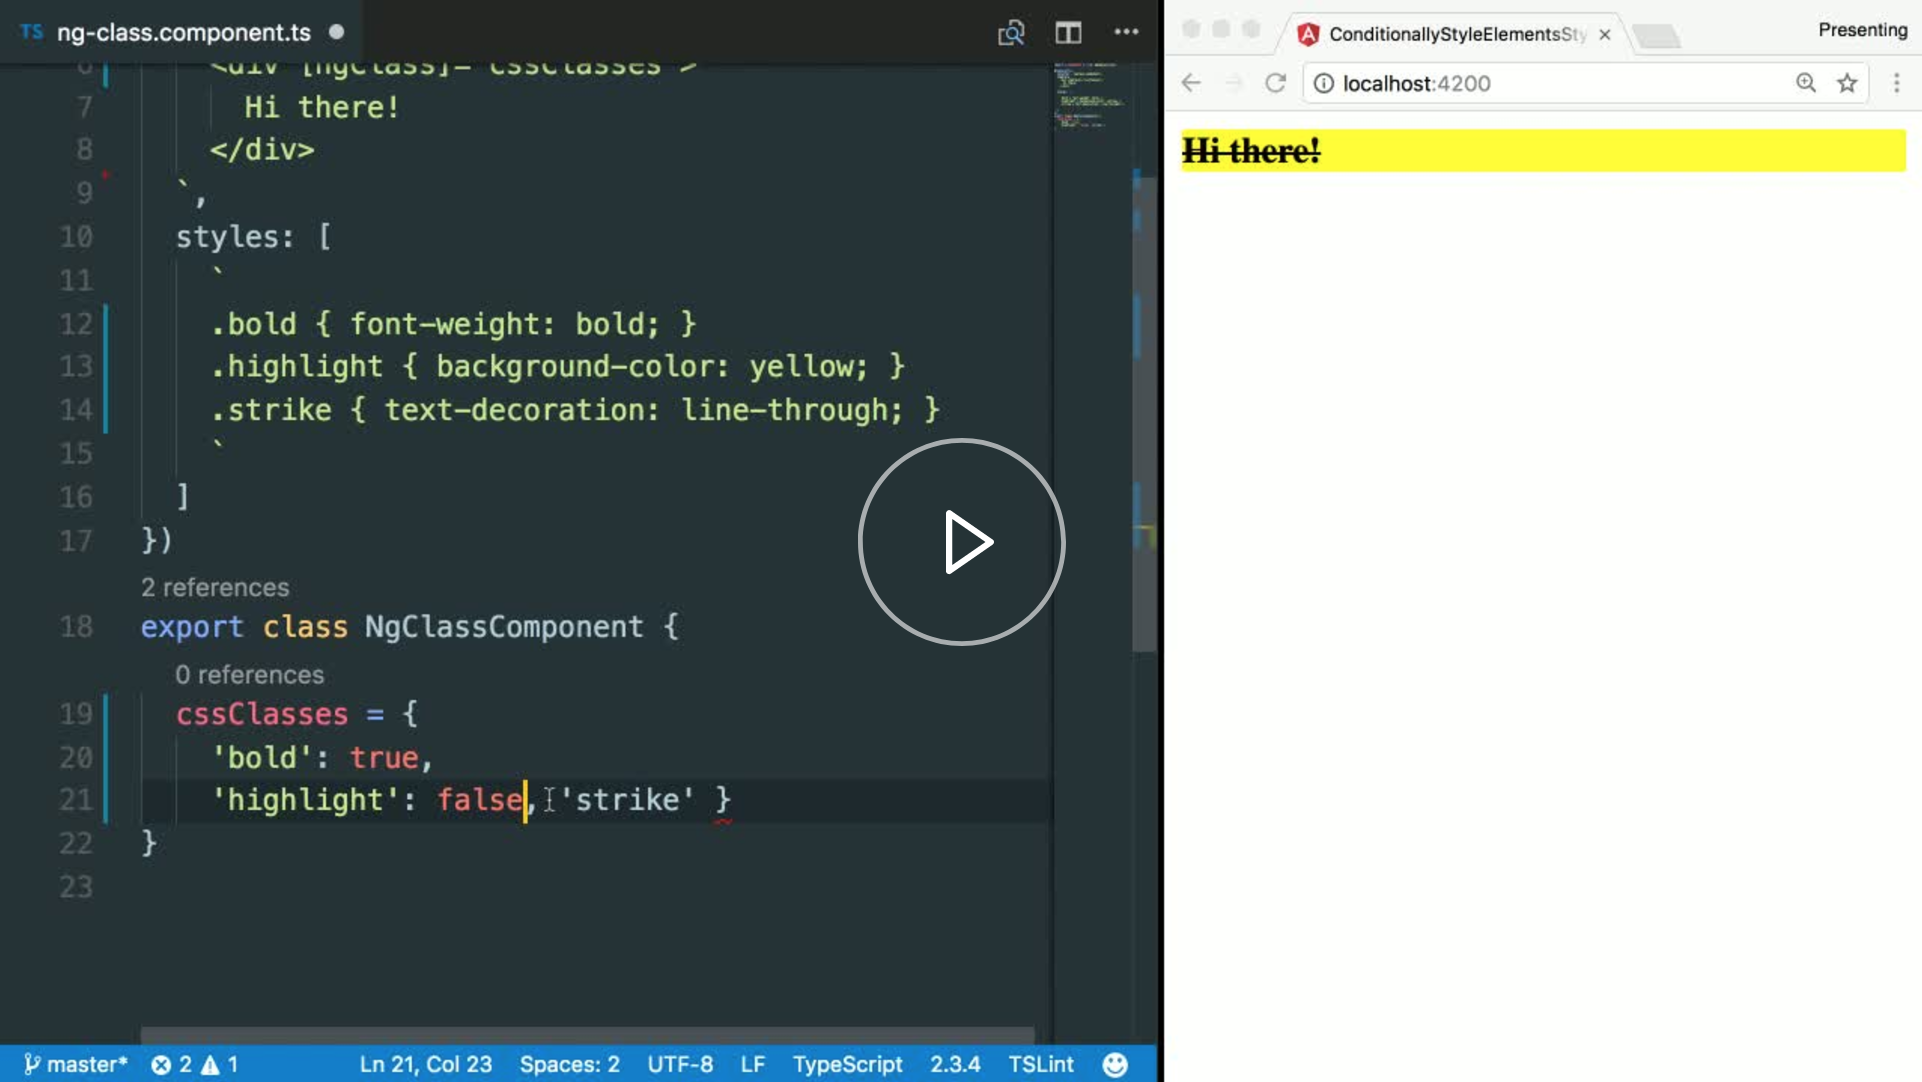 TS ng-class.component.ts
6 <div [ngClass]="cssClasses">
7 Hi there!
8 </div>
9 `,
10 styles: [
11 `
12 .bold { font-weight: bold; }
13 .highlight { background-color: yellow; }
14 .strike { text-decoration: line-through; }
15 `
16 ]
17 })
2 references
18 export class NgClassComponent {
0 references
19 cssClasses = {
20 'bold': true,
21 'highlight': false, 'strike' }
22 }
23
master* 2 1 Ln 21, Col 23 Spaces: 2 UTF-8 LF TypeScript 2.3.4 TSLint
ConditionallyStyleElementsSty
Presenting
localhost:4200
Hi there!